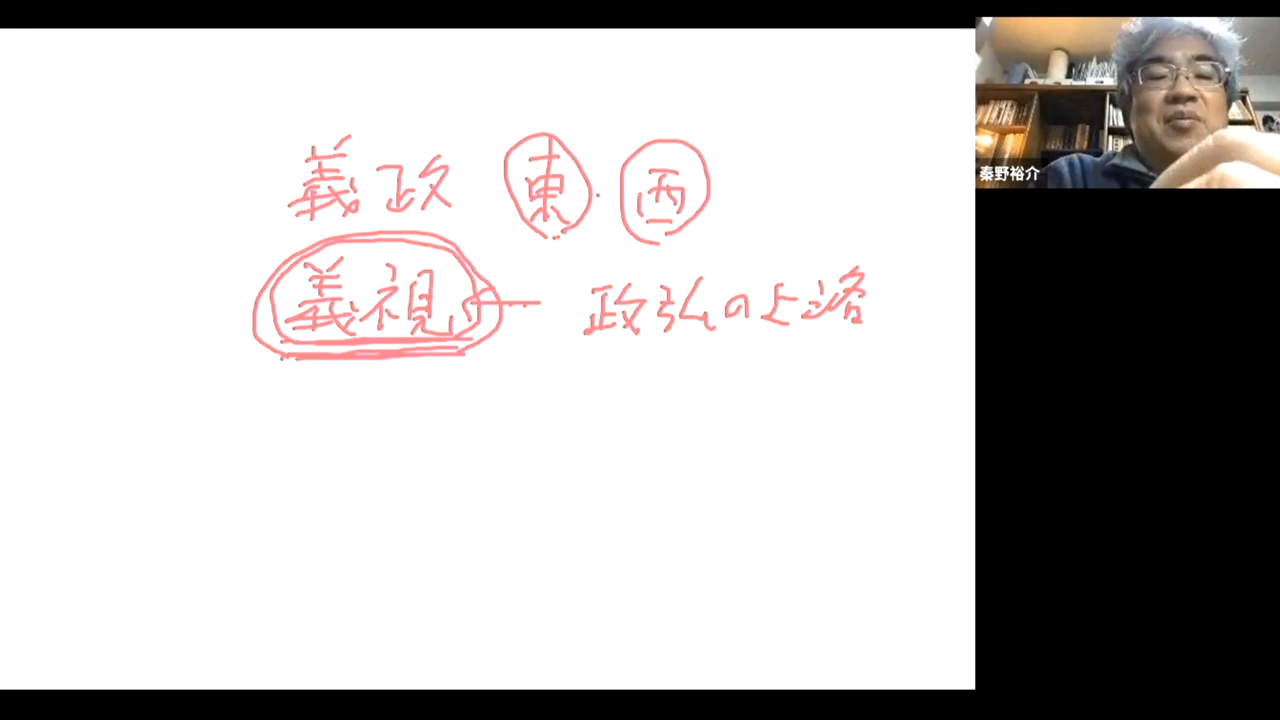 義政 東・西
義視 政弘の上洛
秦野裕介